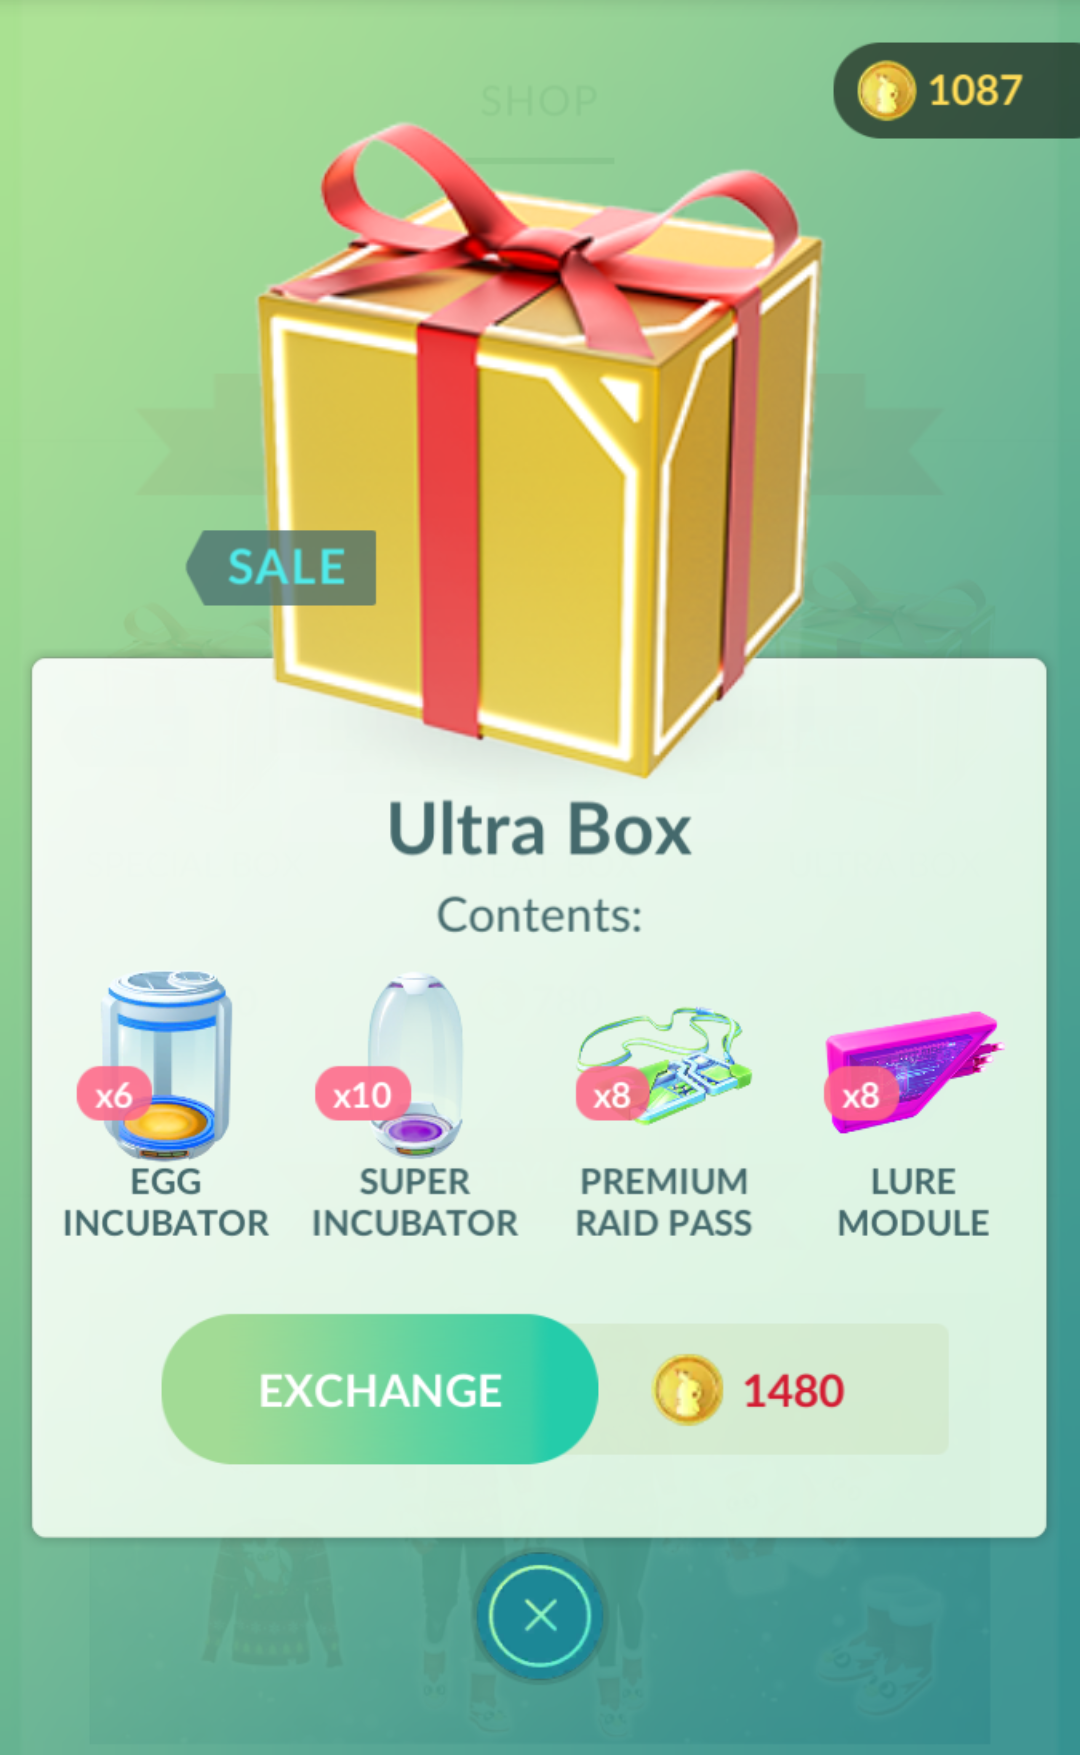 SHOP
1087
SALE
Ultra Box
Contents:
x6
x10
x8
x8
EGG
INCUBATOR
SUPER
INCUBATOR
PREMIUM
RAID PASS
LURE
MODULE
EXCHANGE
1480